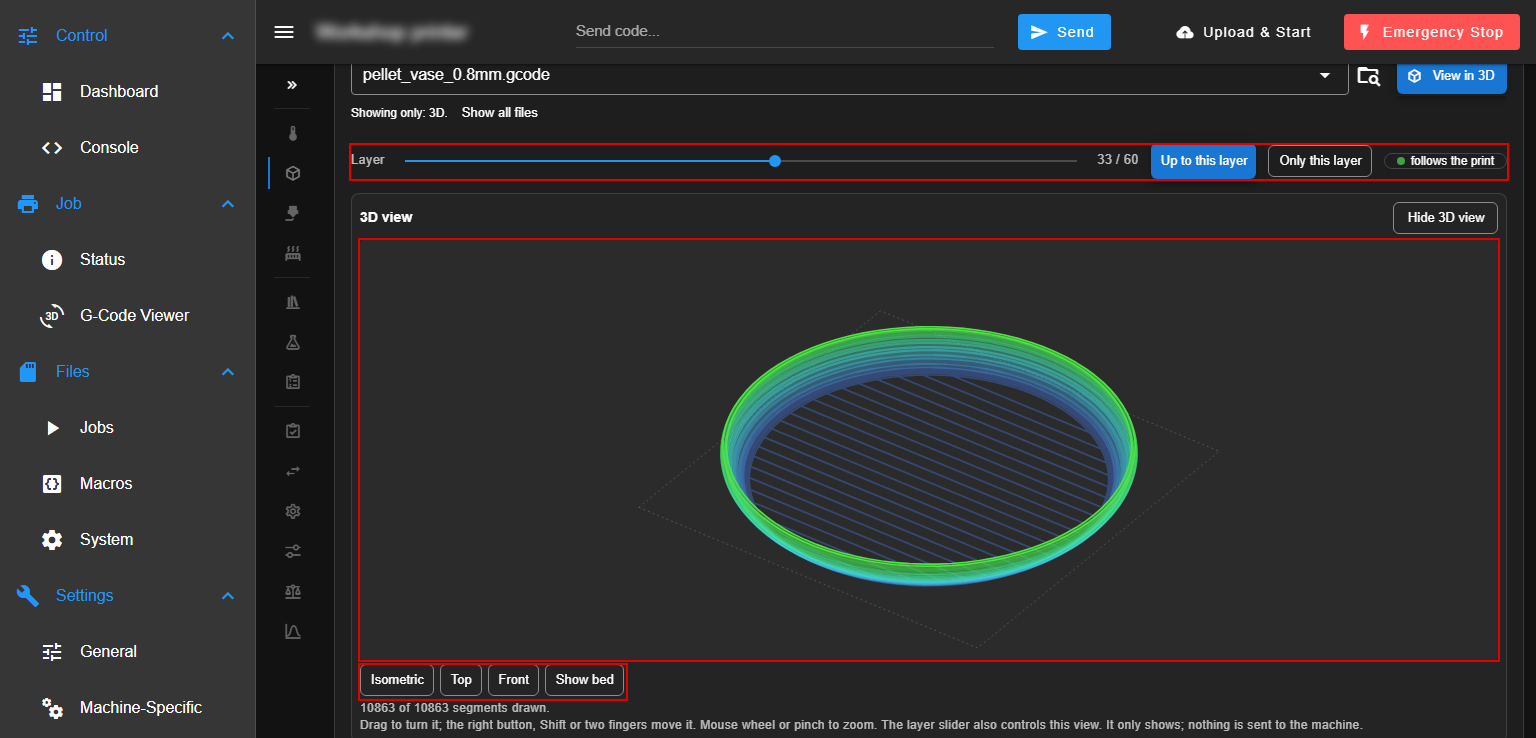 Control
Dashboard
Console
Job
Status
G-Code Viewer
3D
Files
Jobs
Macros
System
Settings
General
Machine-Specific
Send code...
Send
Upload & Start
Emergency Stop
pellet_vase_0.8mm.gcode
View in 3D
Showing only: 3D. Show all files
Layer
33 / 60
Up to this layer
Only this layer
follows the print
3D view
Hide 3D view
Isometric
Top
Front
Show bed
10863 of 10863 segments drawn.
Drag to turn it; the right button, Shift or two fingers move it. Mouse wheel or pinch to zoom. The layer slider also controls this view. It only shows; nothing is sent to the machine.